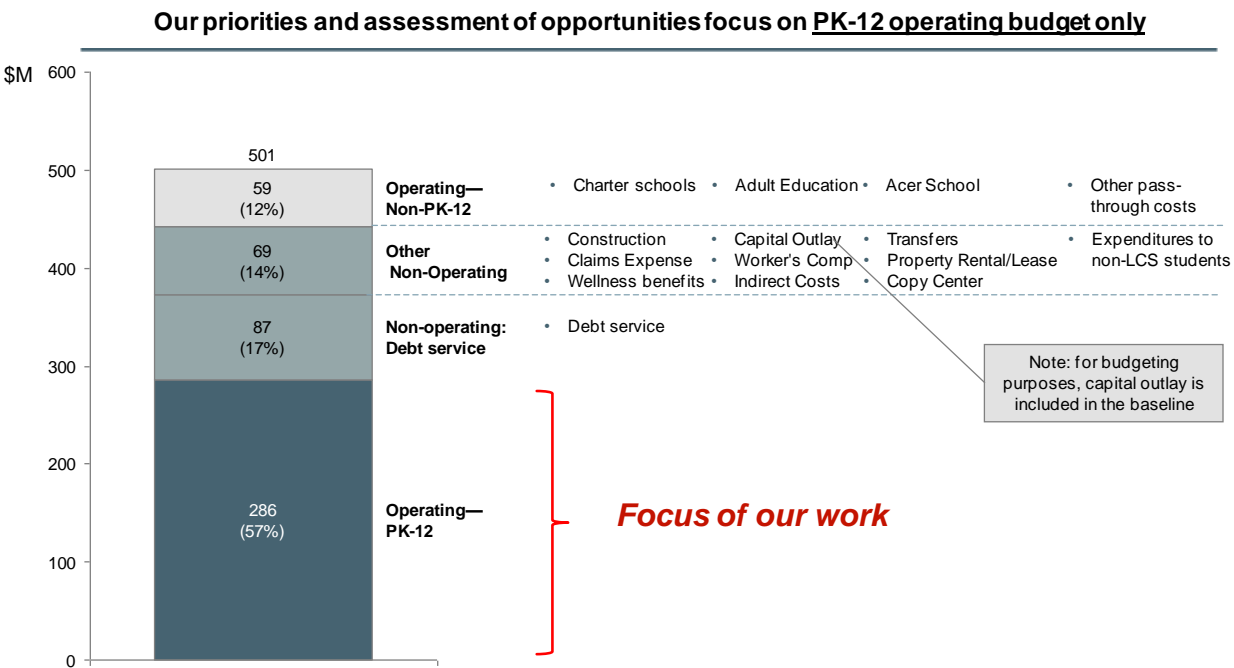 Our priorities and assessment of opportunities focus on PK-12 operating budget only
$M
600
500
400
300
200
100
0
501
59
(12%)
Operating—
Non-PK-12
• Charter schools • Adult Education • Acer School • Other pass-
through costs
69
(14%)
Other
Non-Operating
• Construction • Capital Outlay • Transfers • Expenditures to
• Claims Expense • Worker's Comp • Property Rental/Lease non-LCS students
• Wellness benefits • Indirect Costs • Copy Center
87
(17%)
Non-operating:
Debt service
• Debt service
Note: for budgeting
purposes, capital outlay is
included in the baseline
286
(57%)
Operating—
PK-12
Focus of our work